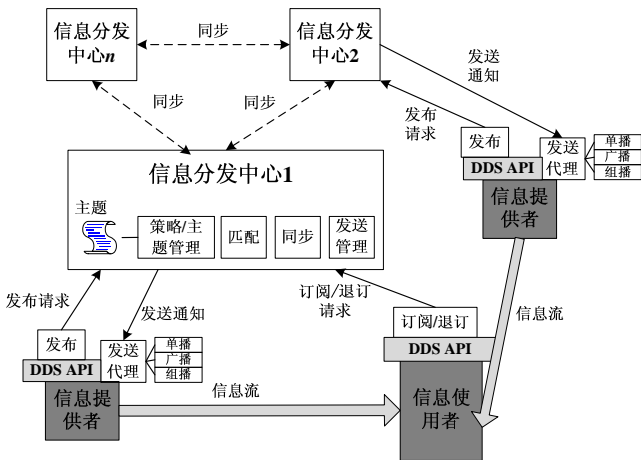 同步
信息分发
中心n
信息分发
中心2
发送
通知
同步
同步
发布
请求
发布
发送
代理
单播
广播
组播
DDS API
信息提
供者
信息分发中心1
主题
策略/主
题管理
匹配
同步
发送
管理
发布请求
发送通知
订阅/退订
请求
信息流
发布
发送
代理
单播
广播
组播
DDS API
信息提
供者
信息流
订阅/退订
DDS API
信息使
用者